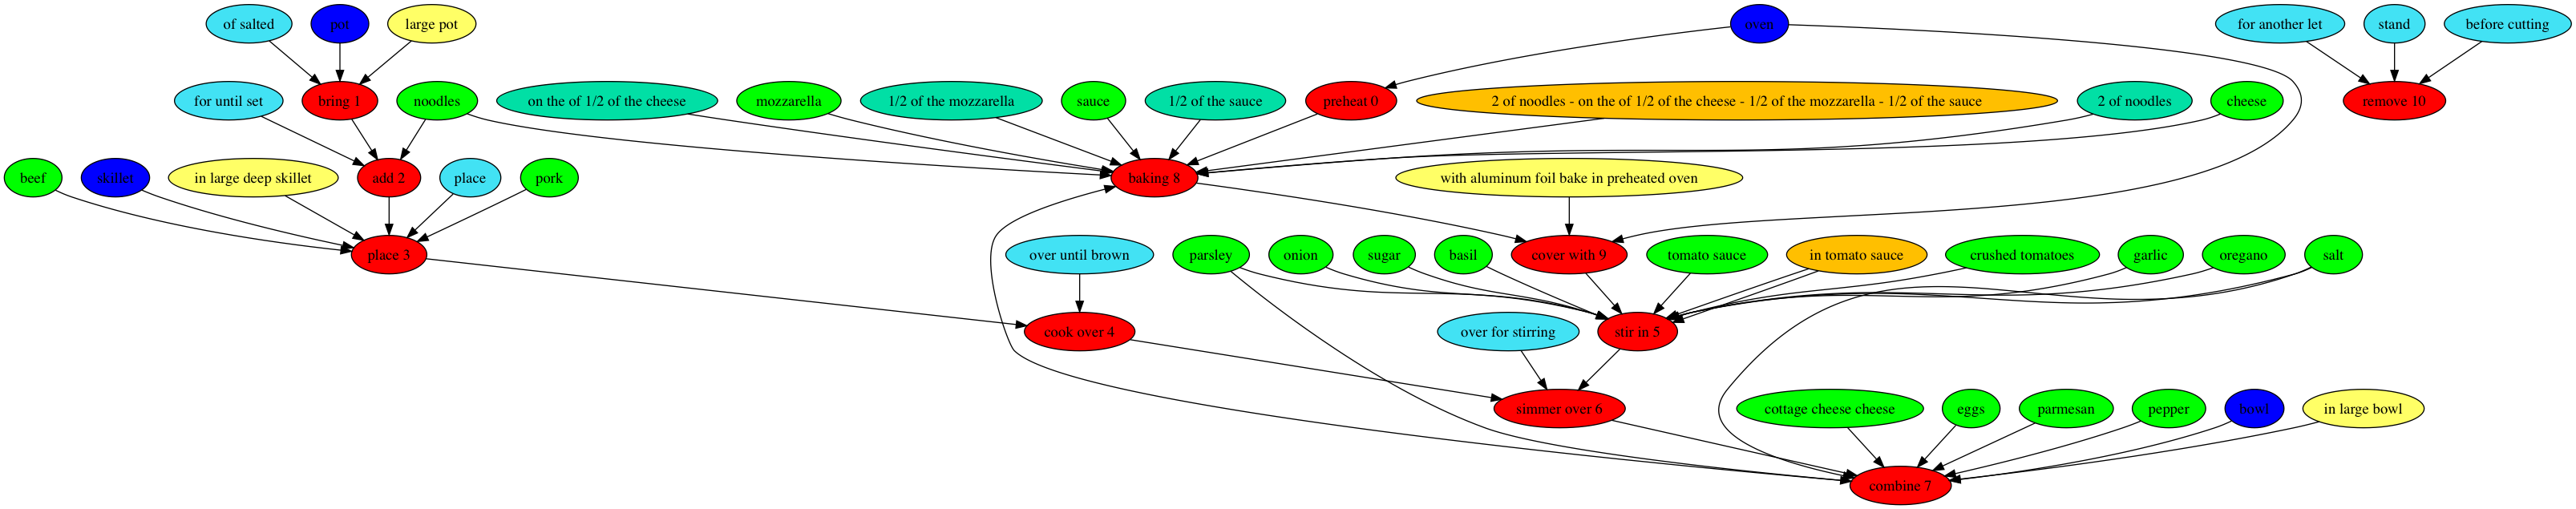 of salted
pot
large pot
oven
for another let
stand
before cutting
for until set
bring 1
noodles
on the of 1/2 of the cheese
mozzarella
1/2 of the mozzarella
sauce
1/2 of the sauce
preheat 0
2 of noodles - on the of 1/2 of the cheese - 1/2 of the mozzarella - 1/2 of the sauce
2 of noodles
cheese
remove 10
beef
skillet
in large deep skillet
add 2
place
pork
baking 8
with aluminum foil bake in preheated oven
place 3
over until brown
parsley
onion
sugar
basil
cover with 9
tomato sauce
in tomato sauce
crushed tomatoes
garlic
oregano
salt
cook over 4
over for stirring
stir in 5
simmer over 6
cottage cheese cheese
eggs
parmesan
pepper
bowl
in large bowl
combine 7